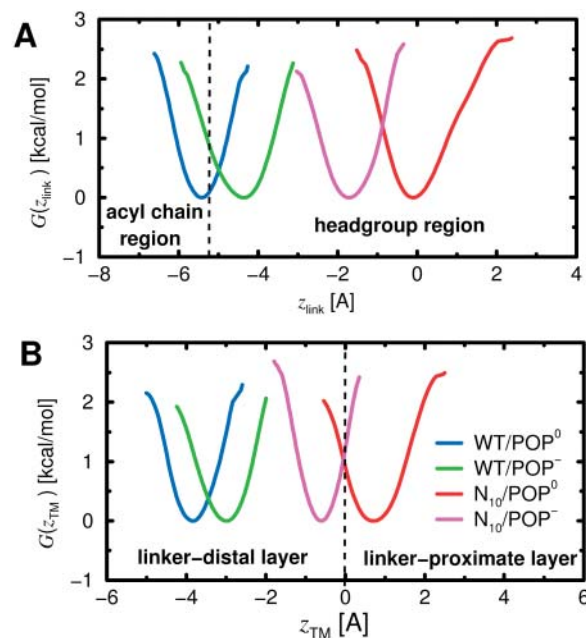 A
3
2
1
0
−1
G(z_link) [kcal/mol]
acyl chain
region
headgroup region
−8 −6 −4 −2 0 2 4
z_link [A]
B
3
2
1
0
−1
G(z_TM) [kcal/mol]
WT/POP⁰
WT/POP⁻
N₁₀/POP⁰
N₁₀/POP⁻
linker−distal layer linker−proximate layer
−6 −4 −2 0 2 4 6
z_TM [A]